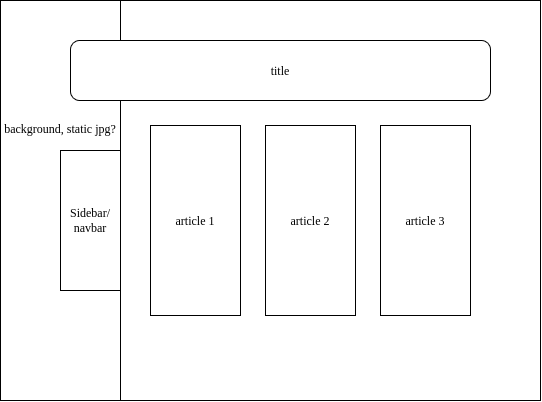 title
background, static jpg?
Sidebar/
navbar
article 1
article 2
article 3